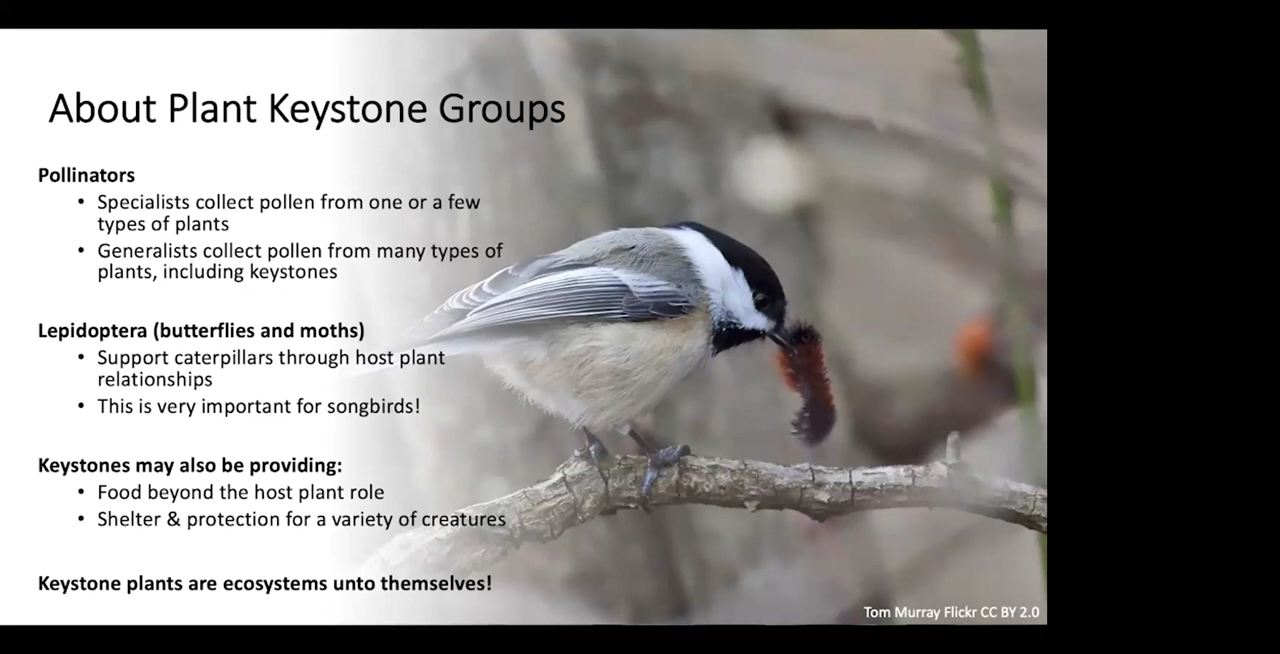 About Plant Keystone Groups
Pollinators
• Specialists collect pollen from one or a few
types of plants
• Generalists collect pollen from many types of
plants, including keystones
Lepidoptera (butterflies and moths)
• Support caterpillars through host plant
relationships
• This is very important for songbirds!
Keystones may also be providing:
• Food beyond the host plant role
• Shelter & protection for a variety of creatures
Keystone plants are ecosystems unto themselves!
Tom Murray Flickr CC BY 2.0